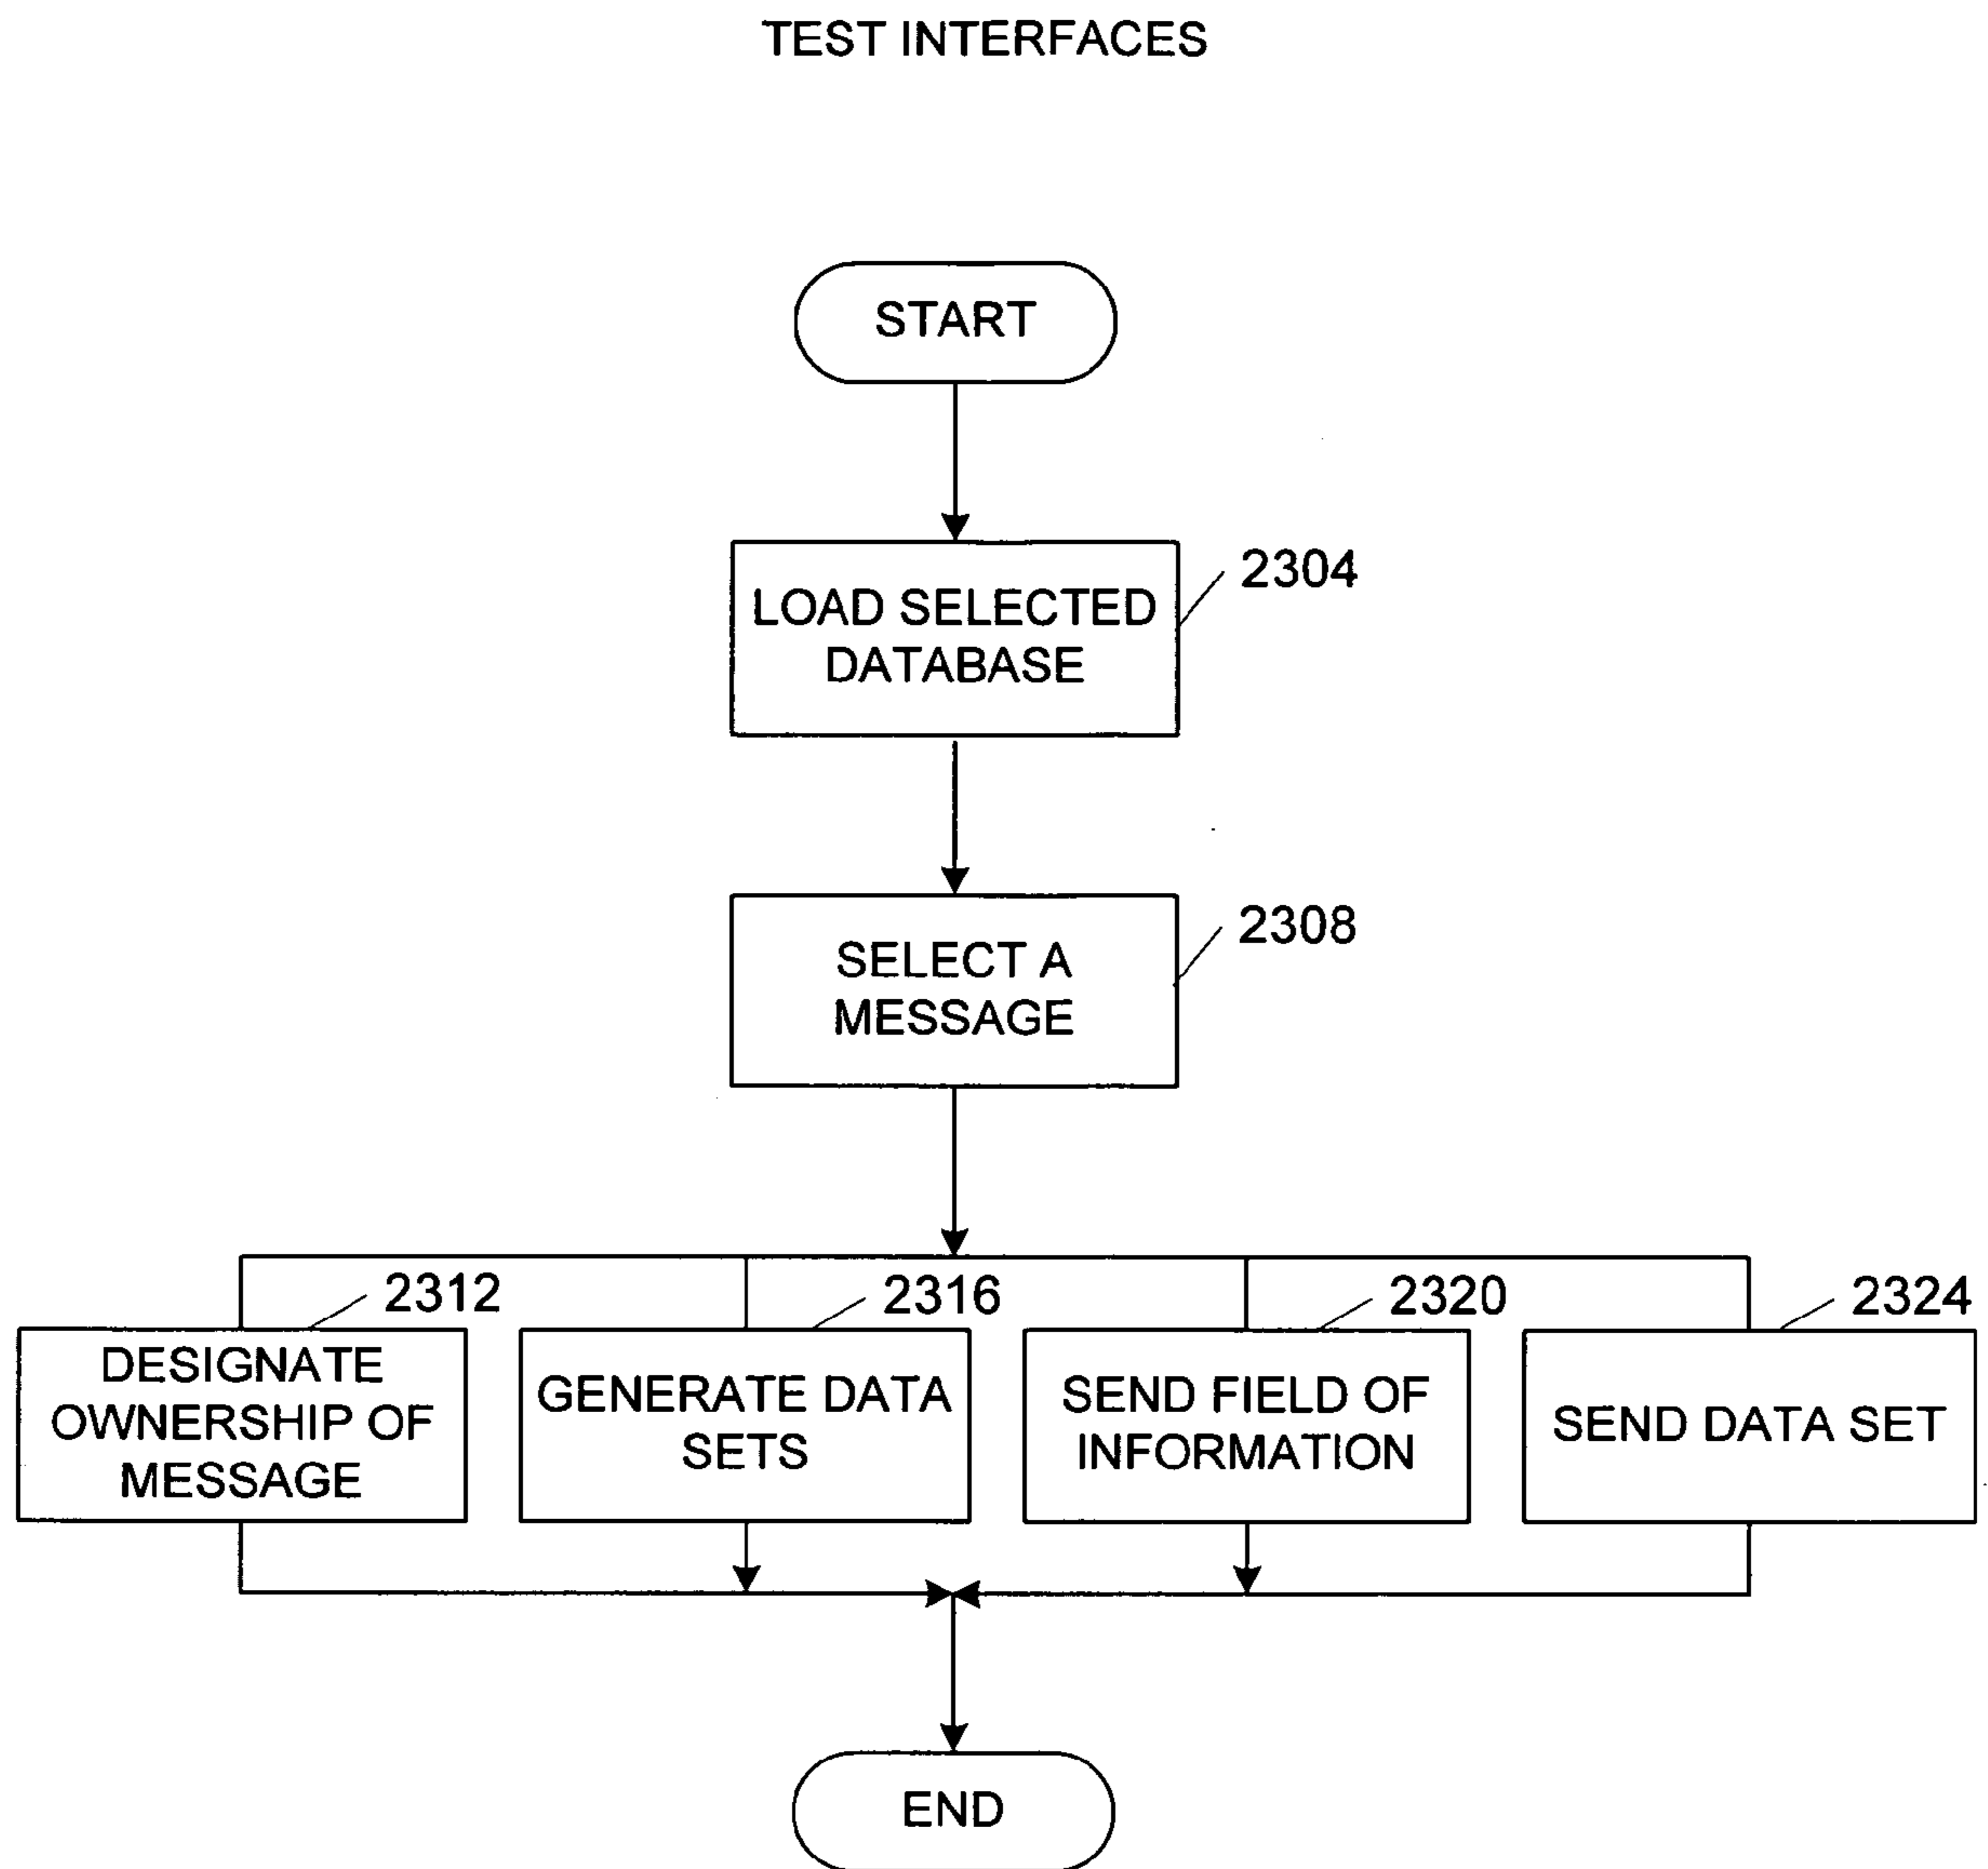 TEST INTERFACES
START
LOAD SELECTED
DATABASE
2304
SELECT A
MESSAGE
2308
2312
DESIGNATE
OWNERSHIP OF
MESSAGE
2316
GENERATE DATA
SETS
2320
SEND FIELD OF
INFORMATION
2324
SEND DATA SET
END